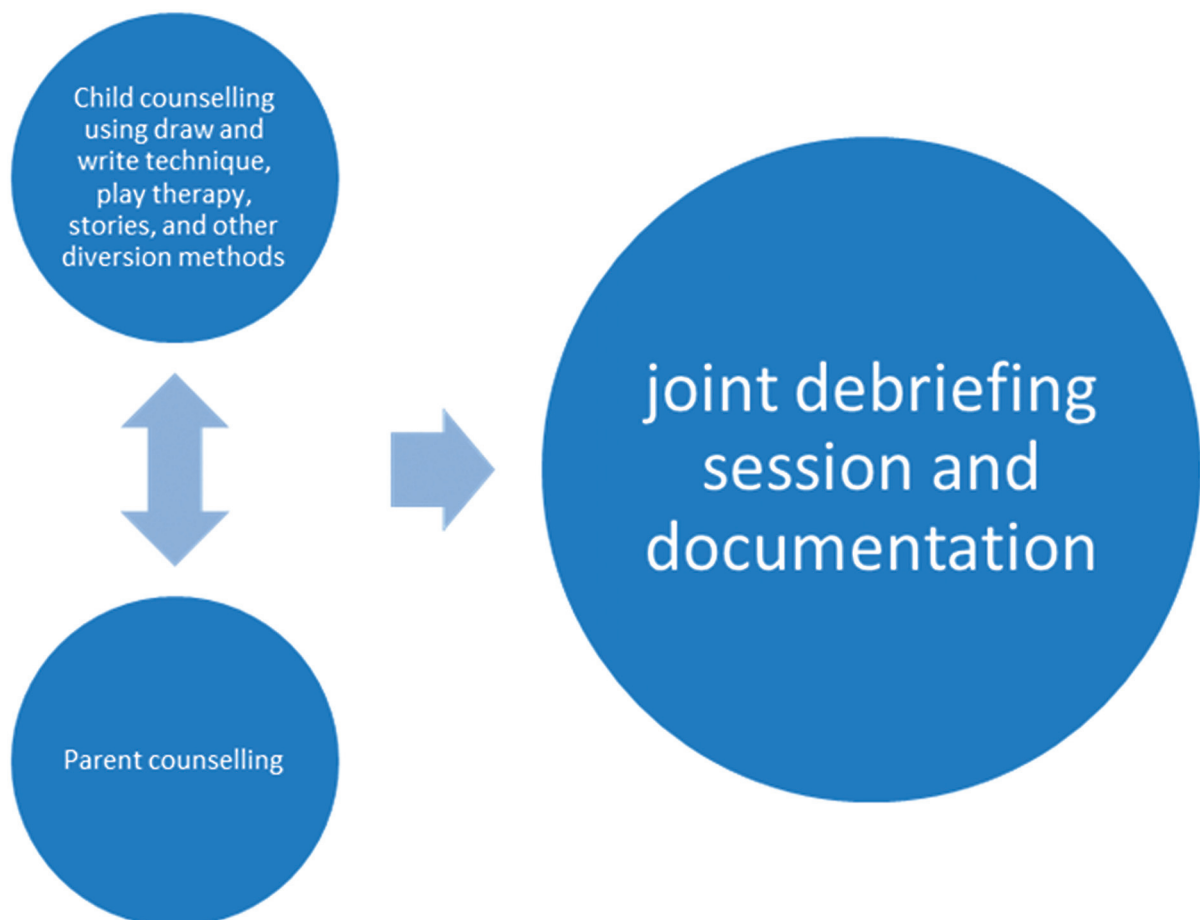 Child counselling
using draw and
write technique,
play therapy,
stories, and other
diversion methods
Parent counselling
joint debriefing
session and
documentation